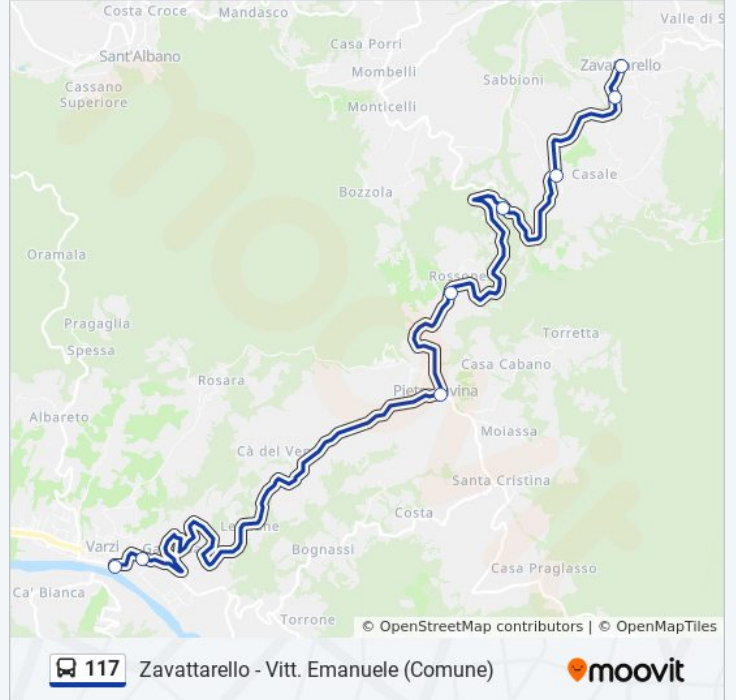 Costa Croce
Mandasco
Valle di S
Sant'Albano
Casa Porri
Mombelli
Zavattarello
Sabbioni
Cassano
Superiore
Monticelli
Casale
Bozzola
Oramala
Rossone
Pragaglia
Torretta
Spessa
Casa Cabano
Rosara
Albareto
Moiassa
Cà del Ver
Santa Cristina
Costa
Varzi
Bognassi
Casa Praglasso
Ca' Bianca
Torrone
© OpenStreetMap contributors | © OpenMapTiles
117 Zavattarello - Vitt. Emanuele (Comune)
moovit